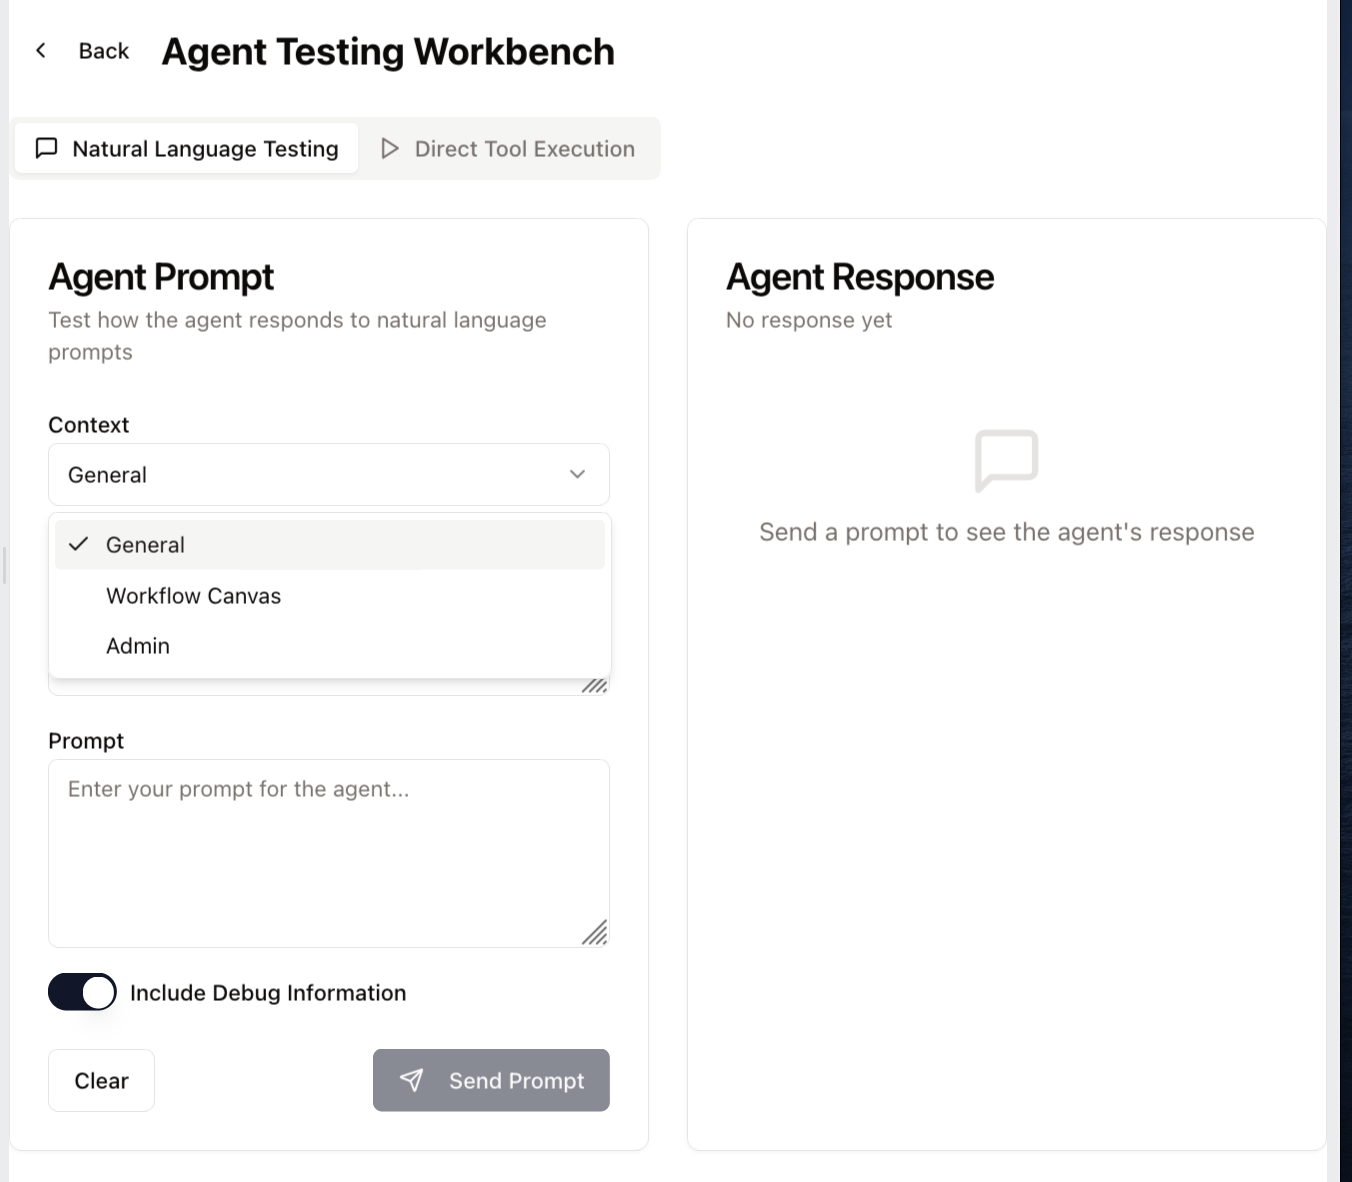 Back
Agent Testing Workbench
Natural Language Testing
Direct Tool Execution
Agent Prompt
Test how the agent responds to natural language
prompts
Context
General
General
Workflow Canvas
Admin
Prompt
Enter your prompt for the agent...
Include Debug Information
Clear
Send Prompt
Agent Response
No response yet
Send a prompt to see the agent's response